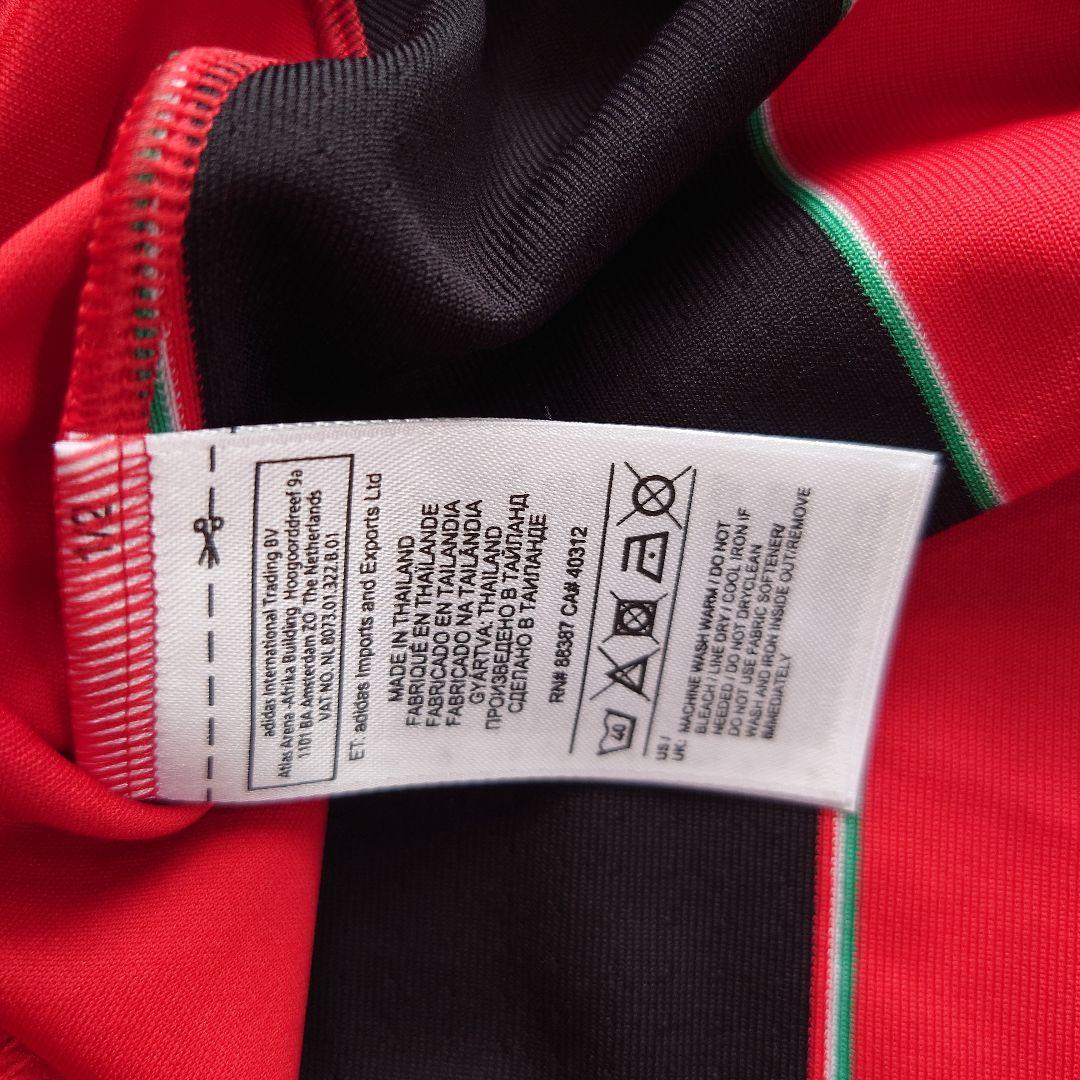 1/2
adidas International Trading BV
Atlas Arena -Afrika Building Hoogoorddreef 9a
1101 BA Amsterdam ZO The Netherlands
VAT NO. NL 8073.01.322.B.01
ET: adidas Imports and Exports Ltd
MADE IN THAILAND
FABRIQUÉ EN THAÏLANDE
FABRICADO EN TAILANDIA
FABRICADO NA TAILÂNDIA
GYÁRTVA: THAILAND
ПРОИЗВЕДЕНО В ТАЙЛАНД
СДЕЛАНО В ТАИЛАНДЕ
RN# 88387 CA# 40312
40
US /
UK: MACHINE WASH WARM / DO NOT
BLEACH / LINE DRY / COOL IRON IF
NEEDED / DO NOT DRYCLEAN
DO NOT USE FABRIC SOFTENER/
WASH AND IRON INSIDE OUT/REMOVE
IMMEDIATELY